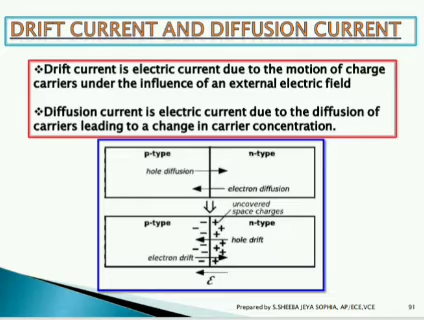 DRIFT CURRENT AND DIFFUSION CURRENT
❖Drift current is electric current due to the motion of charge
carriers under the influence of an external electric field
❖Diffusion current is electric current due to the diffusion of
carriers leading to a change in carrier concentration.
p-type n-type
hole diffusion
electron diffusion
uncovered
space charges
p-type n-type
hole drift
electron drift
ℰ
Prepared by S.SHEEBA JEYA SOPHIA, AP/ECE,VCE 91